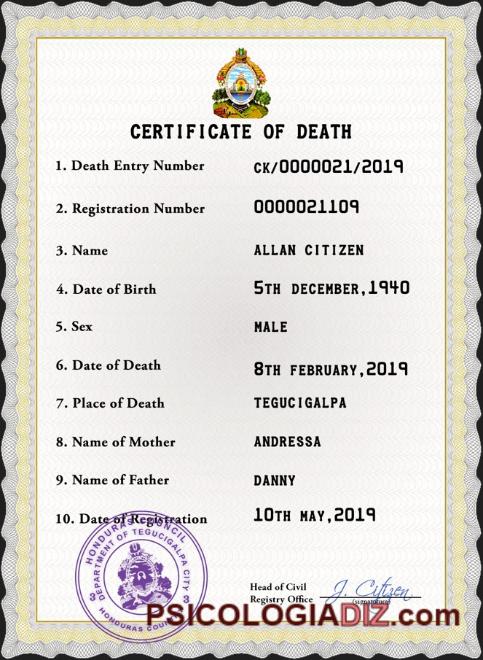 CERTIFICATE OF DEATH
1. Death Entry Number CK/0000021/2019
2. Registration Number 0000021109
3. Name ALLAN CITIZEN
4. Date of Birth 5TH DECEMBER,1940
5. Sex MALE
6. Date of Death 8TH FEBRUARY,2019
7. Place of Death TEGUCIGALPA
8. Name of Mother ANDRESSA
9. Name of Father DANNY
10. Date of Registration 10TH MAY,2019
HONDURAS COUNCIL
DEPARTMENT OF TEGUCIGALPA CITY
3 3
HONDURAS COUNCIL
Head of Civil
Registry Office J. Citizen
(signature)
PSICOLOGIADIZ.com